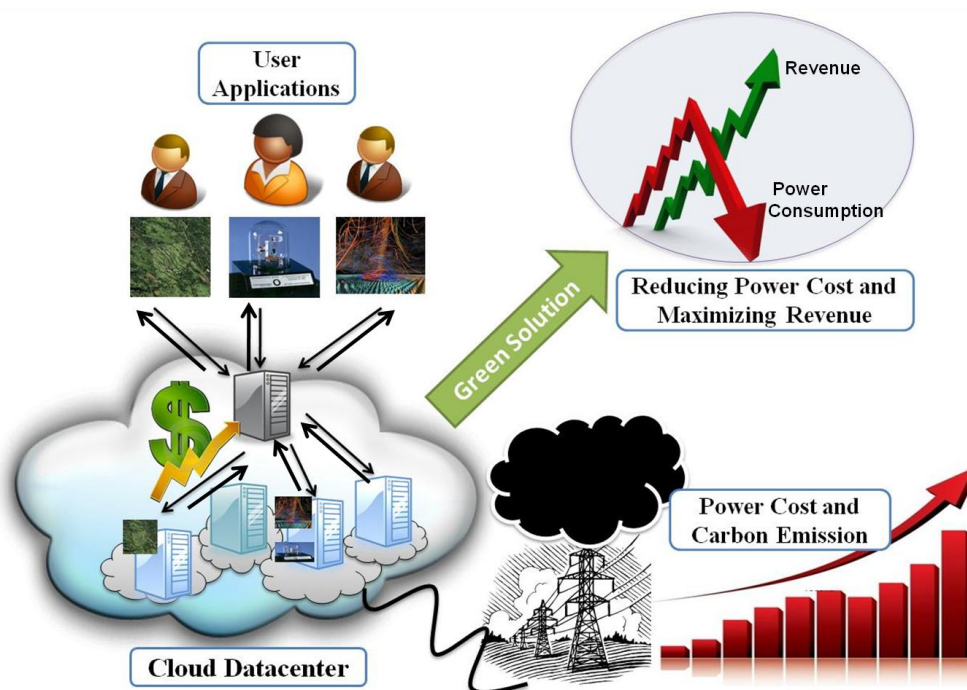 User
Applications
Revenue
Power
Consumption
Reducing Power Cost and
Maximizing Revenue
Green Solution
Power Cost and
Carbon Emission
Cloud Datacenter